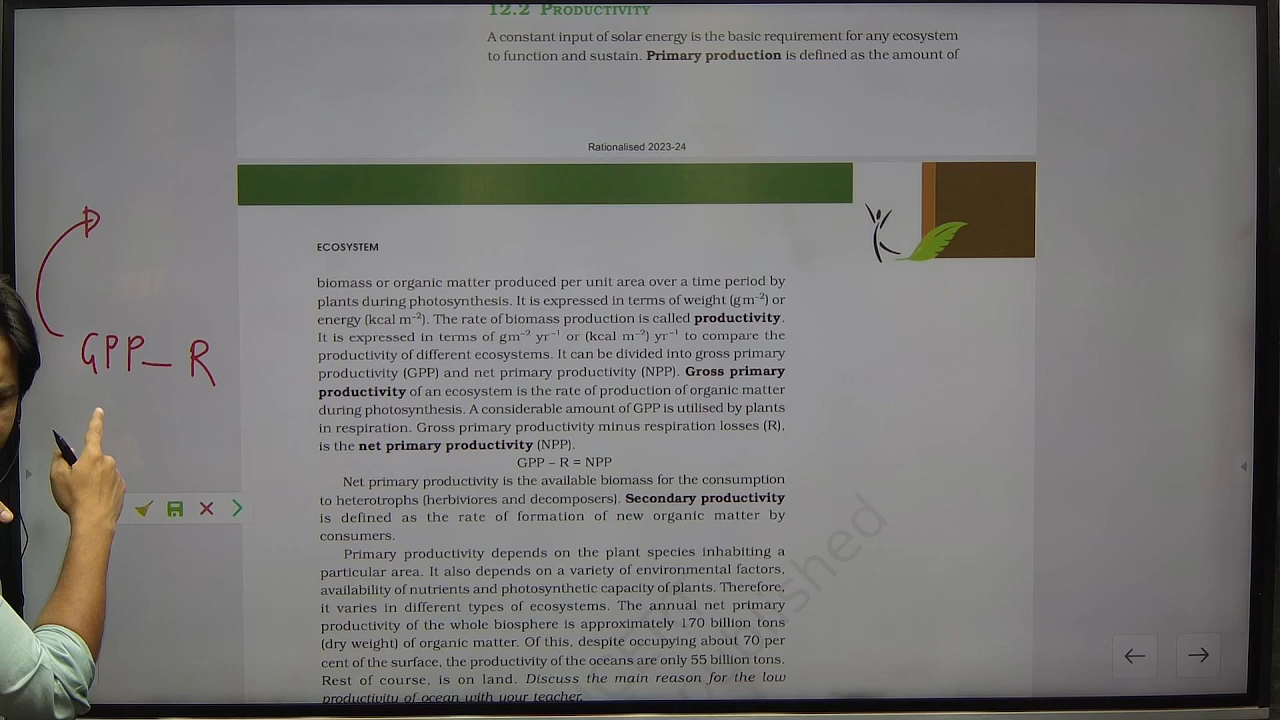 12.2 PRODUCTIVITY
A constant input of solar energy is the basic requirement for any ecosystem
to function and sustain. Primary production is defined as the amount of
Rationalised 2023-24
ECOSYSTEM
biomass or organic matter produced per unit area over a time period by
plants during photosynthesis. It is expressed in terms of weight (gm⁻²) or
energy (kcal m⁻²). The rate of biomass production is called productivity.
It is expressed in terms of gm⁻² yr⁻¹ or (kcal m⁻²) yr⁻¹ to compare the
productivity of different ecosystems. It can be divided into gross primary
productivity (GPP) and net primary productivity (NPP). Gross primary
productivity of an ecosystem is the rate of production of organic matter
during photosynthesis. A considerable amount of GPP is utilised by plants
in respiration. Gross primary productivity minus respiration losses (R),
is the net primary productivity (NPP).
GPP – R = NPP
Net primary productivity is the available biomass for the consumption
to heterotrophs (herbiviores and decomposers). Secondary productivity
is defined as the rate of formation of new organic matter by
consumers.
Primary productivity depends on the plant species inhabiting a
particular area. It also depends on a variety of environmental factors,
availability of nutrients and photosynthetic capacity of plants. Therefore,
it varies in different types of ecosystems. The annual net primary
productivity of the whole biosphere is approximately 170 billion tons
(dry weight) of organic matter. Of this, despite occupying about 70 per
cent of the surface, the productivity of the oceans are only 55 billion tons.
Rest of course, is on land. Discuss the main reason for the low
productivity of ocean with your teacher.
GPP – R